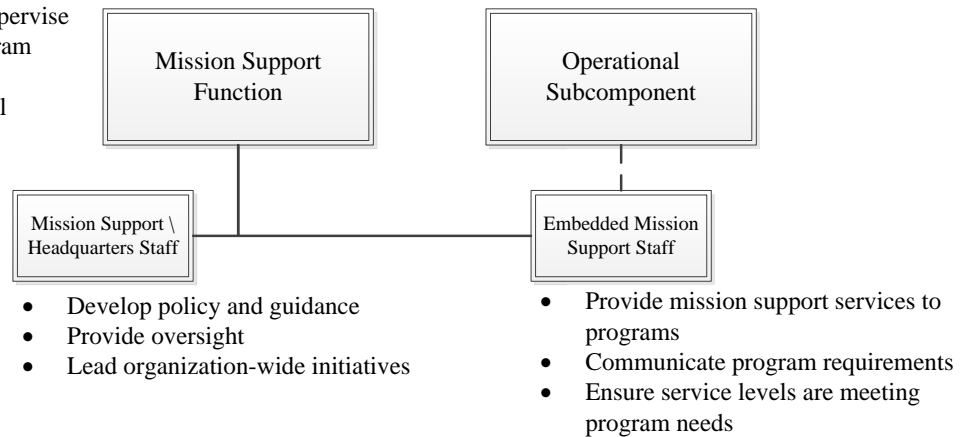 Mission Support
Function
Operational
Subcomponent
Mission Support \
Headquarters Staff
Embedded Mission
Support Staff
• Develop policy and guidance
• Provide oversight
• Lead organization-wide initiatives
• Provide mission support services to
programs
• Communicate program requirements
• Ensure service levels are meeting
program needs